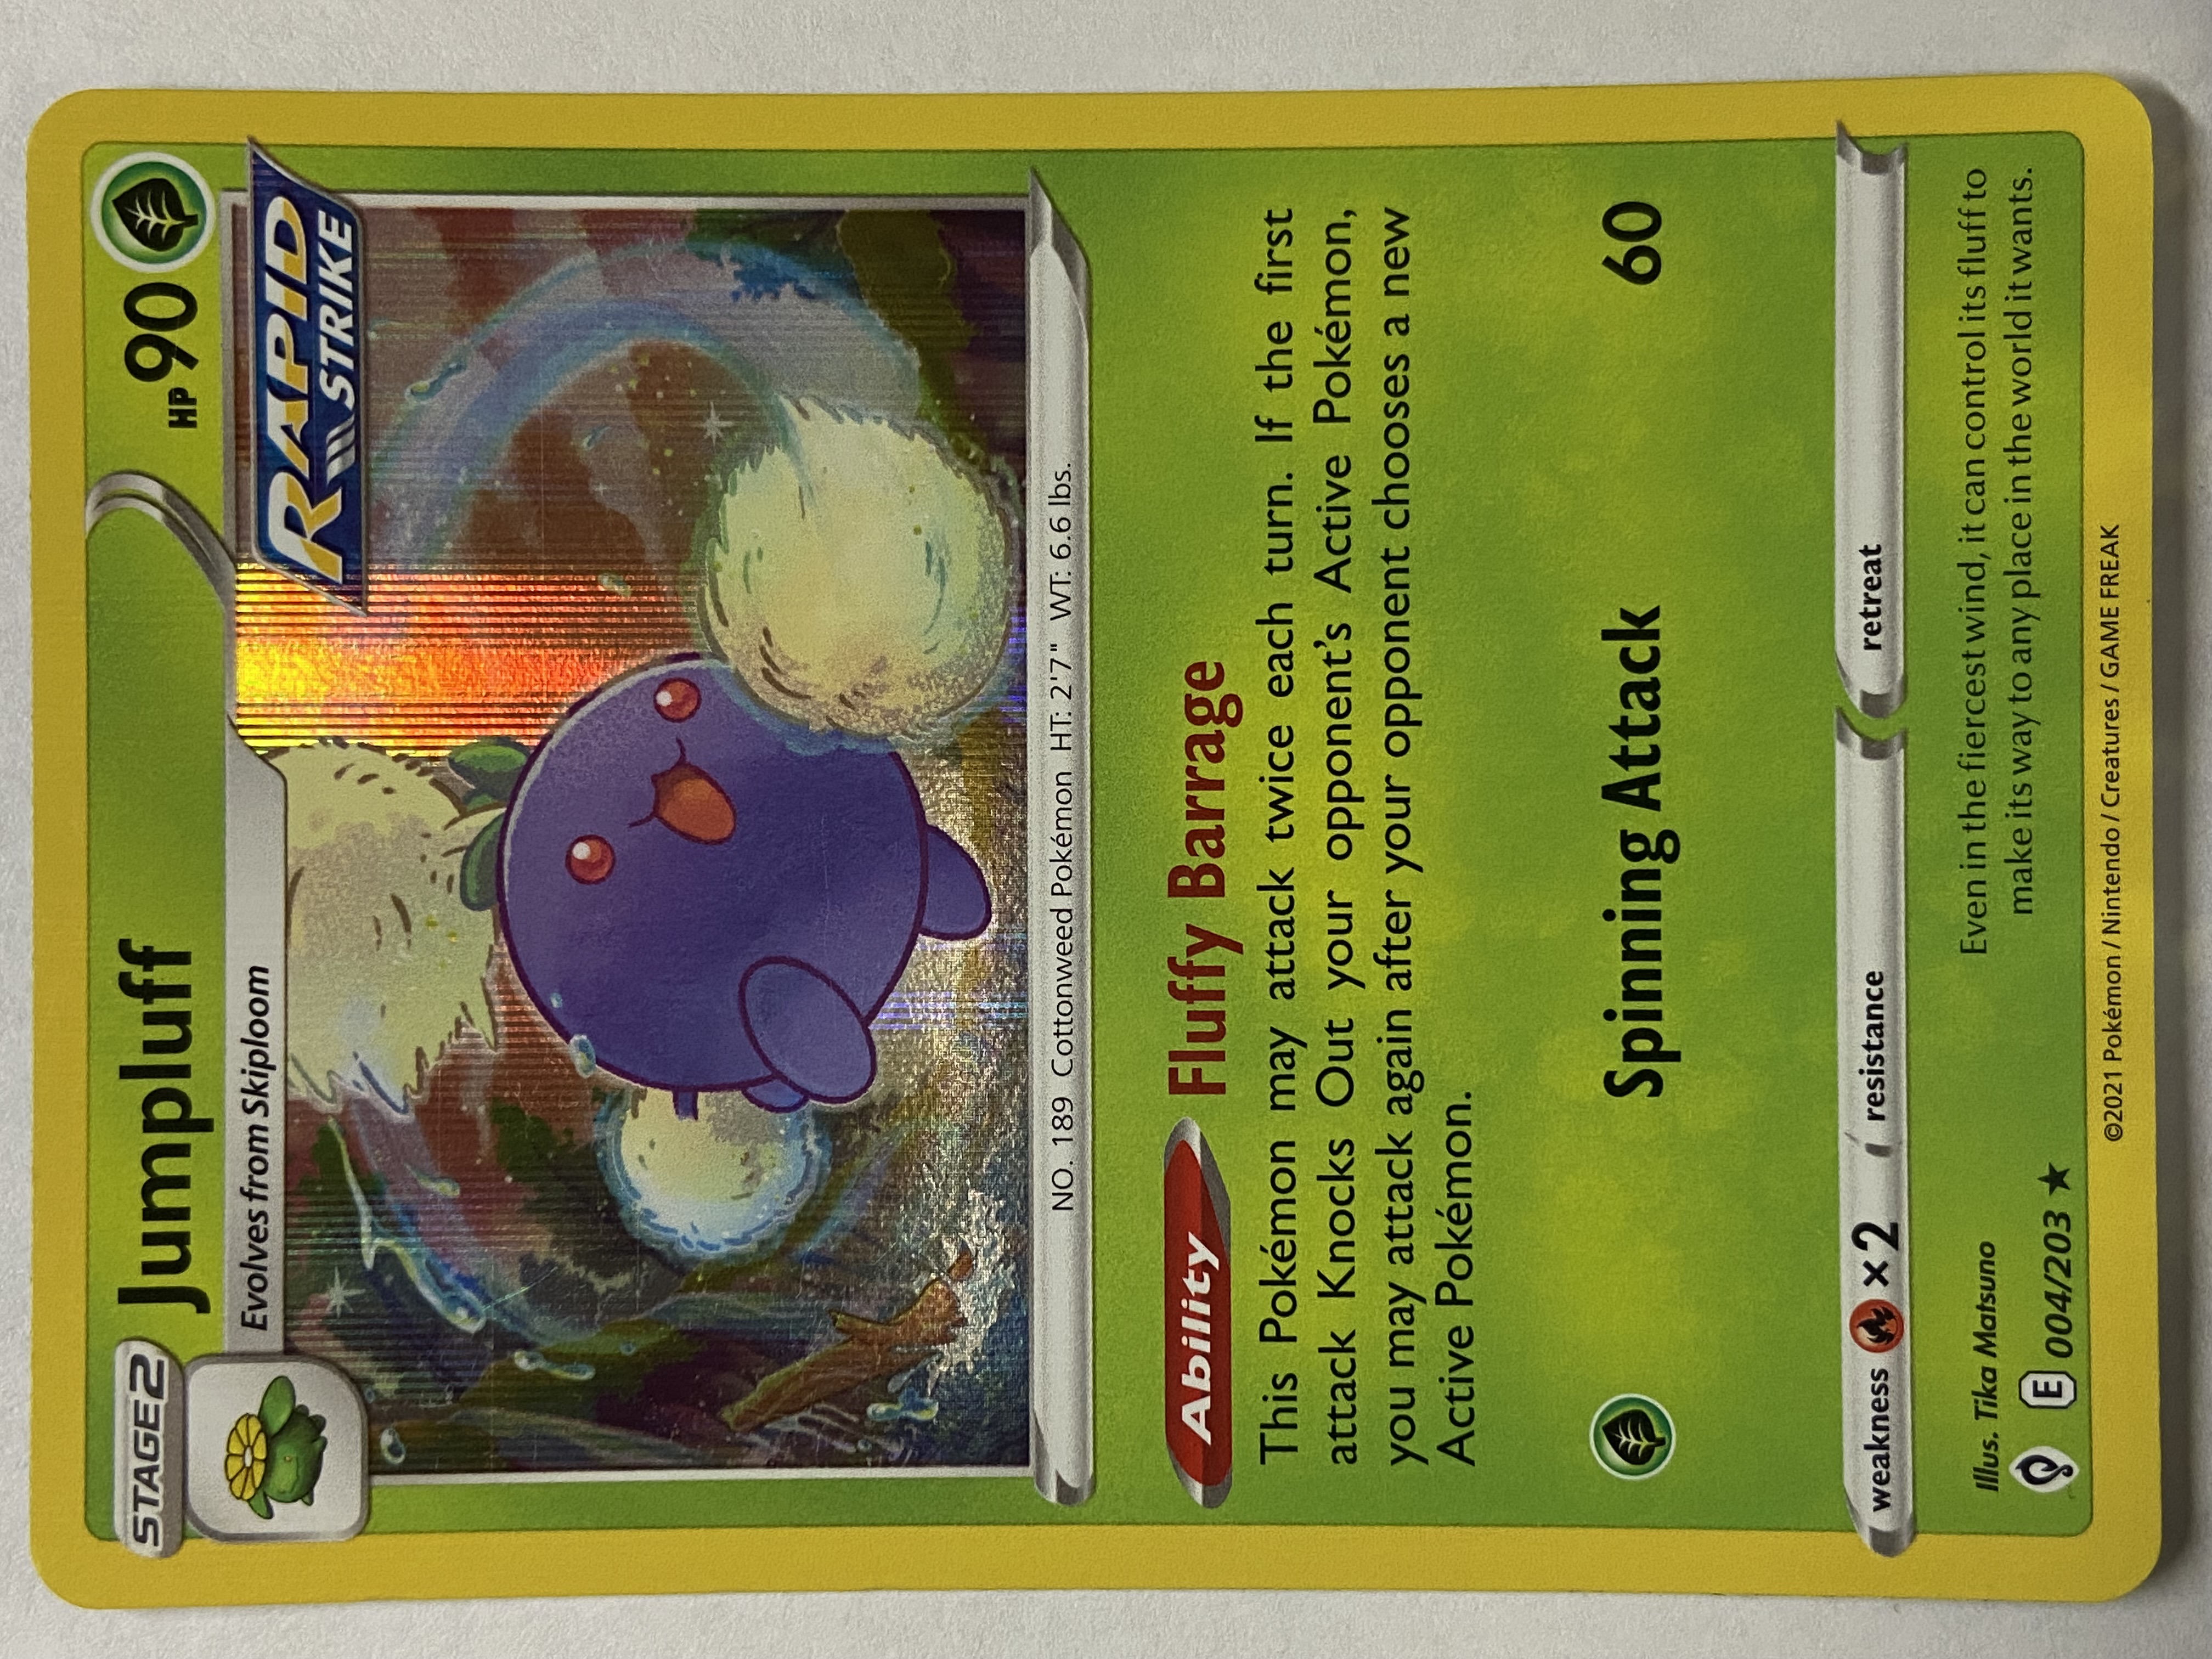 STAGE2
Jumpluff
HP90
Evolves from Skiploom
RAPID
STRIKE
NO. 189 Cottonweed Pokémon HT: 2'7" WT: 6.6 lbs.
Ability Fluffy Barrage
This Pokémon may attack twice each turn. If the first
attack Knocks Out your opponent's Active Pokémon,
you may attack again after your opponent chooses a new
Active Pokémon.
Spinning Attack 60
weakness ×2 resistance retreat
Illus. Tika Matsuno
Even in the fiercest wind, it can control its fluff to
make its way to any place in the world it wants.
E 004/203 ★
©2021 Pokémon / Nintendo / Creatures / GAME FREAK